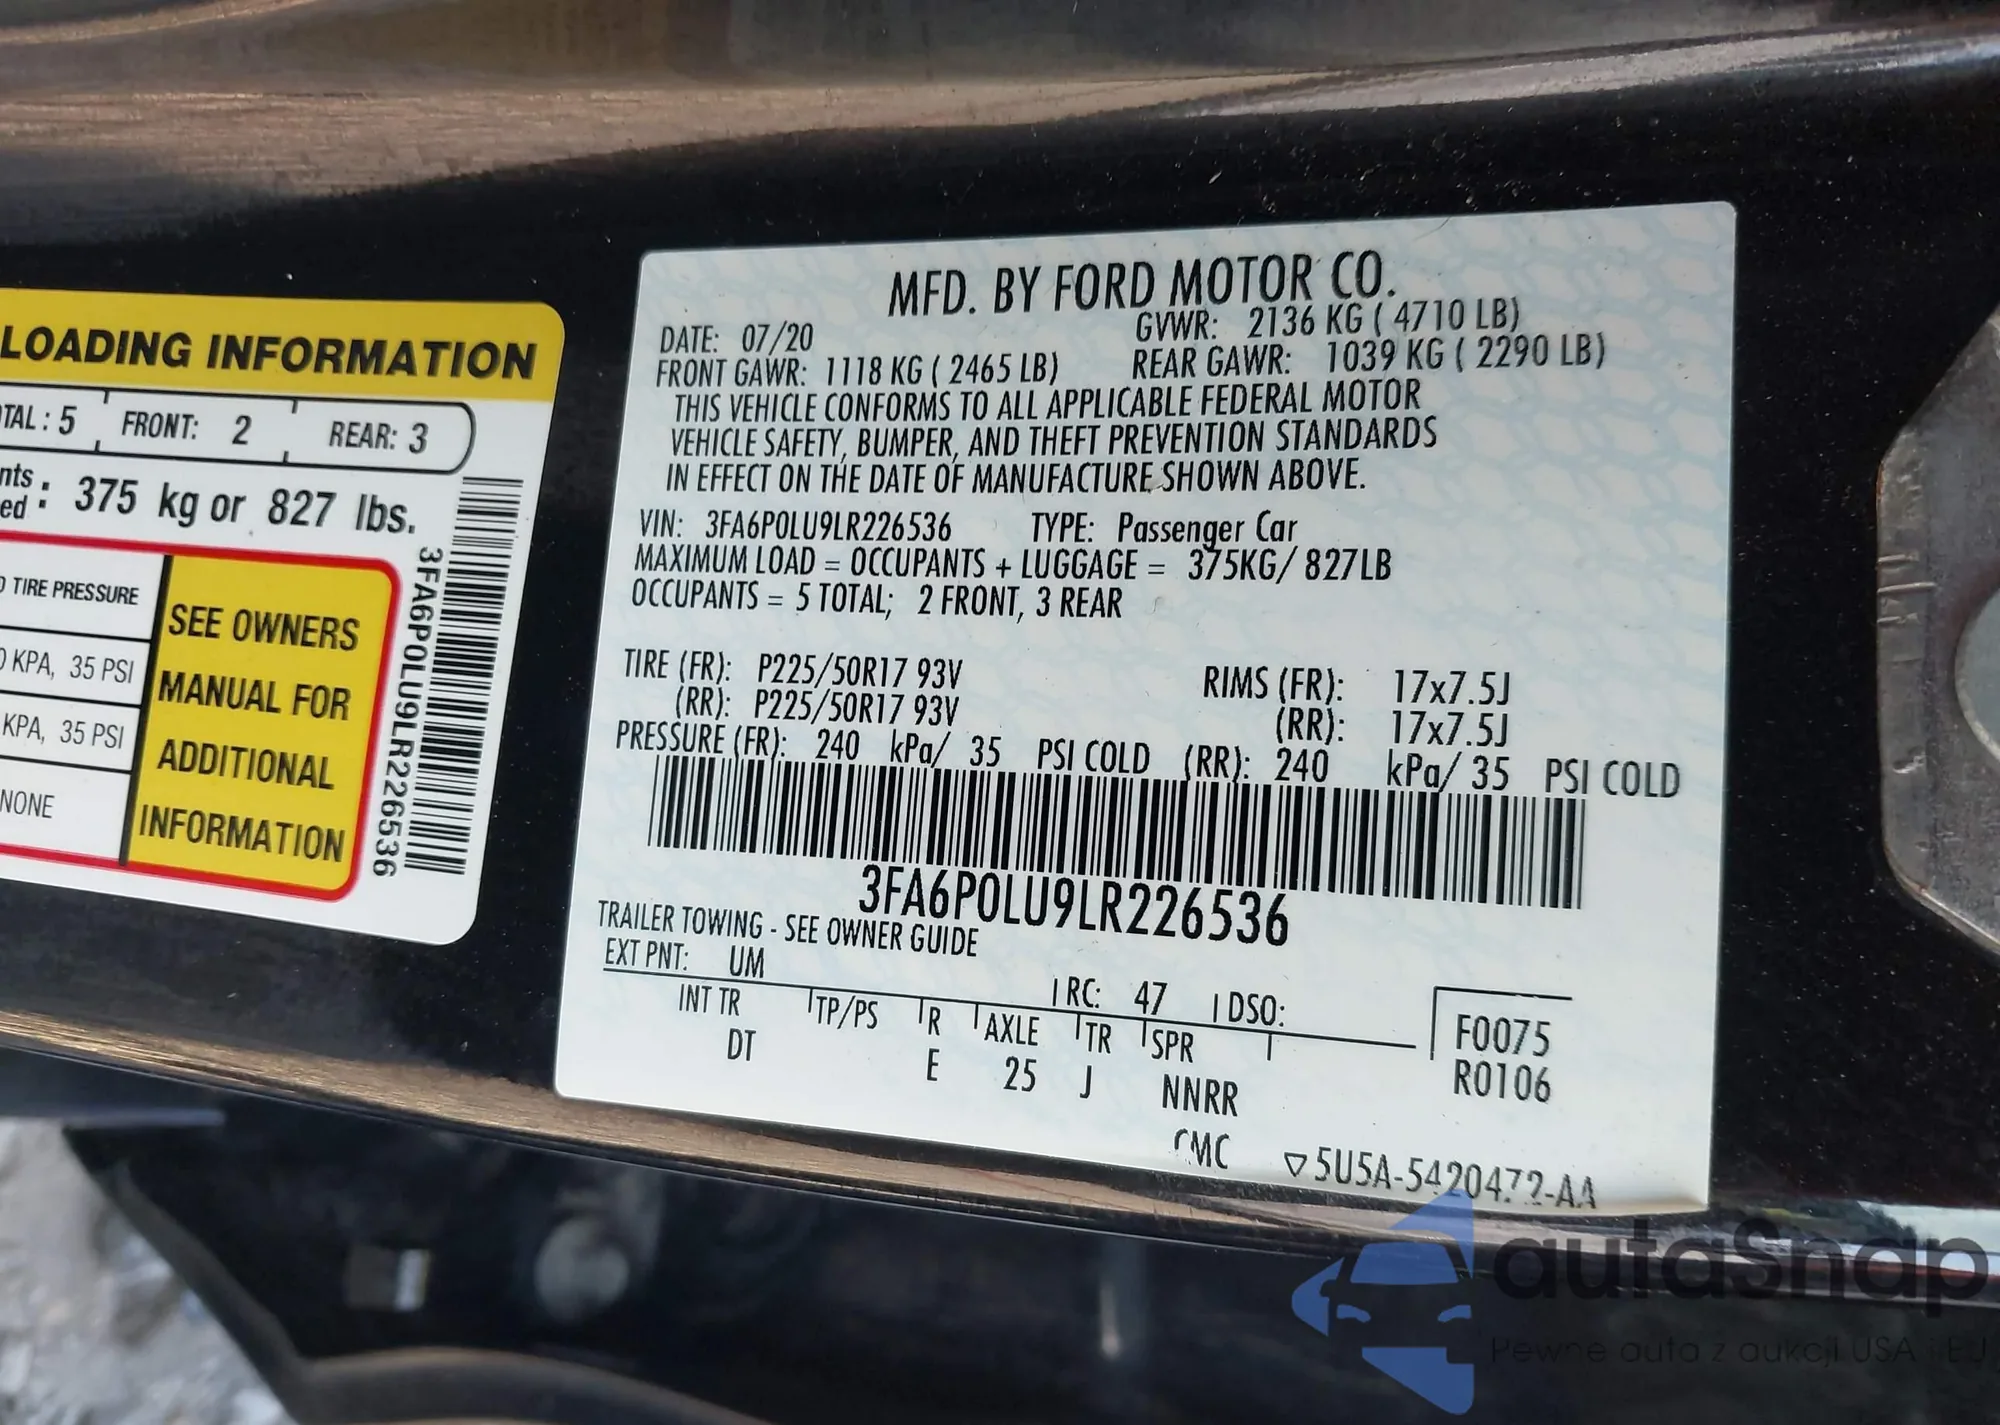 LOADING INFORMATION
TAL : 5 FRONT: 2 REAR: 3
nts
ed : 375 kg or 827 lbs.
TIRE PRESSURE
KPA, 35 PSI
KPA, 35 PSI
NONE
SEE OWNERS
MANUAL FOR
ADDITIONAL
INFORMATION
3FA6P0LU9LR226536
MFD. BY FORD MOTOR CO.
DATE: 07/20 GVWR: 2136 KG ( 4710 LB)
FRONT GAWR: 1118 KG ( 2465 LB) REAR GAWR: 1039 KG ( 2290 LB)
THIS VEHICLE CONFORMS TO ALL APPLICABLE FEDERAL MOTOR
VEHICLE SAFETY, BUMPER, AND THEFT PREVENTION STANDARDS
IN EFFECT ON THE DATE OF MANUFACTURE SHOWN ABOVE.
VIN: 3FA6P0LU9LR226536 TYPE: Passenger Car
MAXIMUM LOAD = OCCUPANTS + LUGGAGE = 375KG/ 827LB
OCCUPANTS = 5 TOTAL; 2 FRONT, 3 REAR
TIRE (FR): P225/50R17 93V RIMS (FR): 17x7.5J
(RR): P225/50R17 93V (RR): 17x7.5J
PRESSURE (FR): 240 kPa/ 35 PSI COLD (RR): 240 kPa/ 35 PSI COLD
3FA6P0LU9LR226536
TRAILER TOWING - SEE OWNER GUIDE
EXT PNT: UM RC: 47 DSO:
INT TR TP/PS R AXLE TR SPR F0075
DT E 25 J NNRR R0106
CMC ▽5U5A-5420472-AA
autoSnap
Pewne auta z aukcji USA i EU